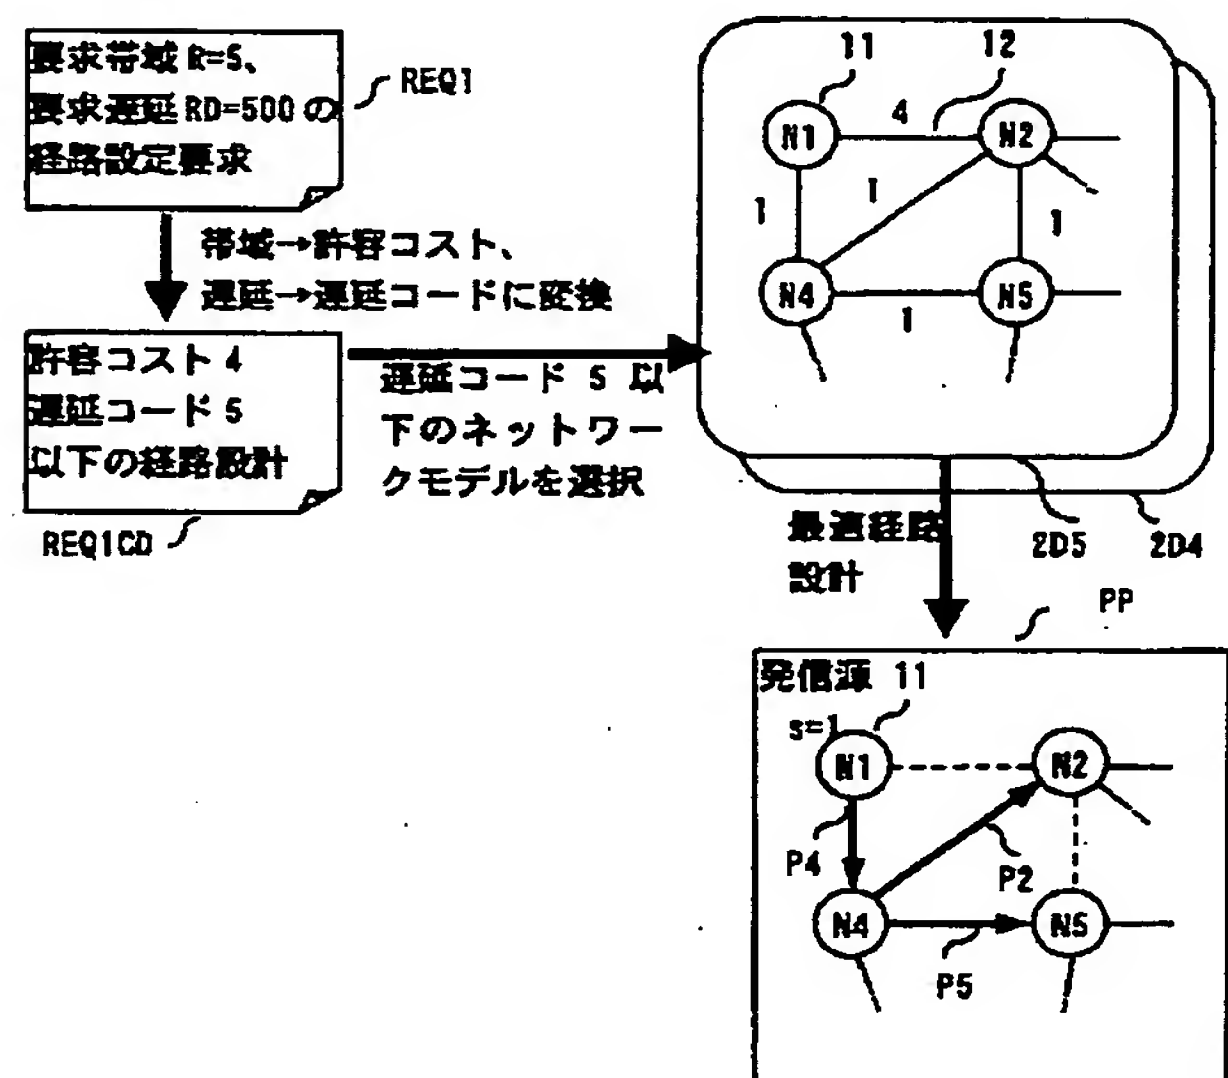 要求帯域 R=5、
要求遅延 RD=500 の
経路設定要求
REQ1
帯域→許容コスト、
遅延→遅延コードに変換
許容コスト 4
遅延コード 5
以下の経路設計
REQ1CD
遅延コード 5 以
下のネットワー
クモデルを選択
11
12
N1
4
N2
1
1
1
N4
N5
1
最適経路
設計
2D5
2D4
PP
発信源 11
s=1
N1
N2
P4
P2
N4
N5
P5